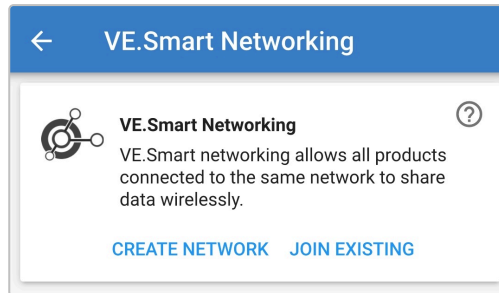 VE.Smart Networking
VE.Smart Networking
VE.Smart networking allows all products
connected to the same network to share
data wirelessly.
CREATE NETWORK JOIN EXISTING